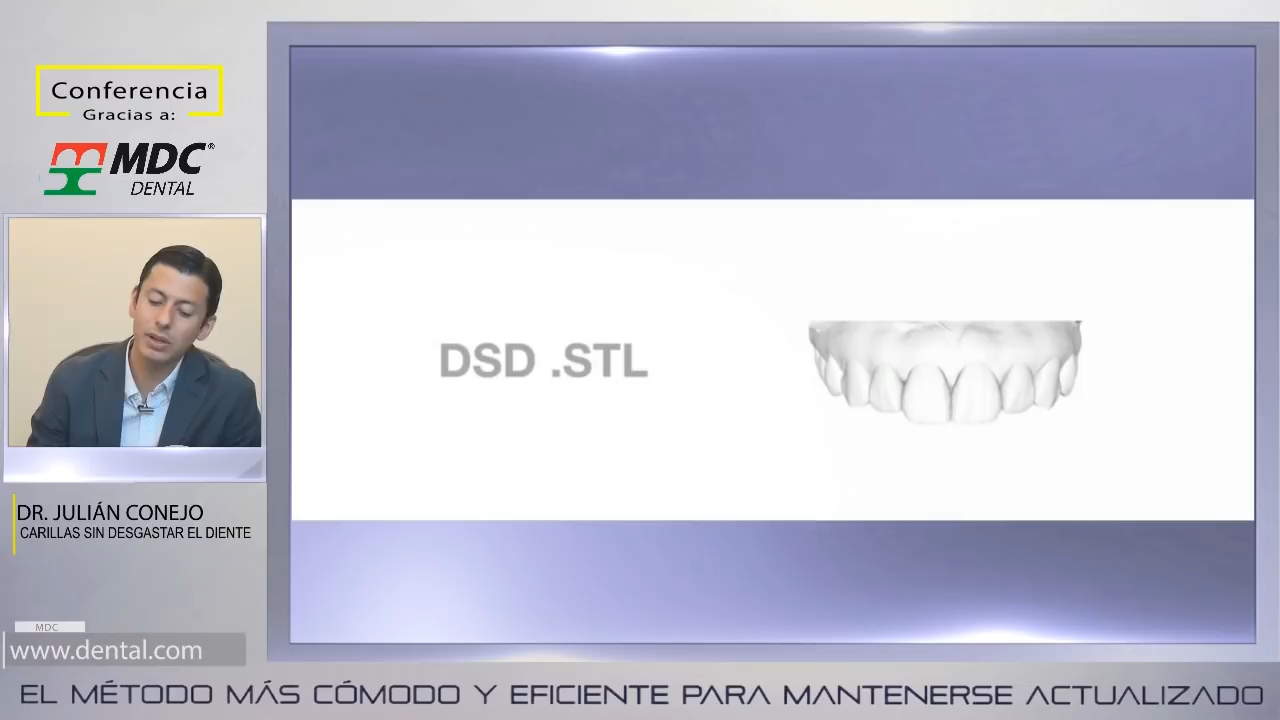 Conferencia
Gracias a:
MDC®
DENTAL
DSD .STL
DR. JULIÁN CONEJO
CARILLAS SIN DESGASTAR EL DIENTE
MDC
www.dental.com
EL MÉTODO MÁS CÓMODO Y EFICIENTE PARA MANTENERSE ACTUALIZADO